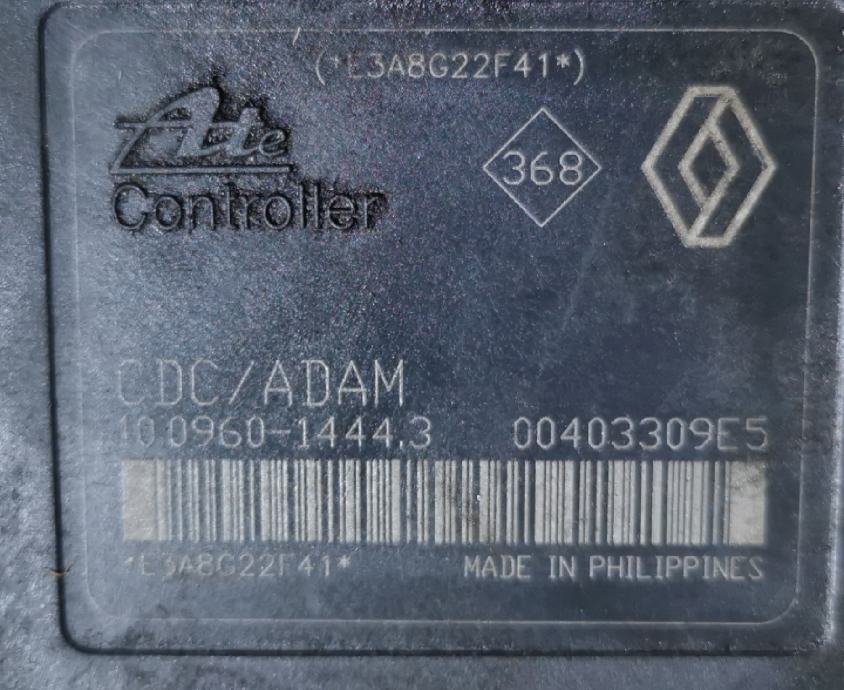 (*E3A8G22F41*)
Ate
Controller
368
CDC/ADAM
10.0960-1444.3 00403309E5
*E3A8G22F41* MADE IN PHILIPPINES